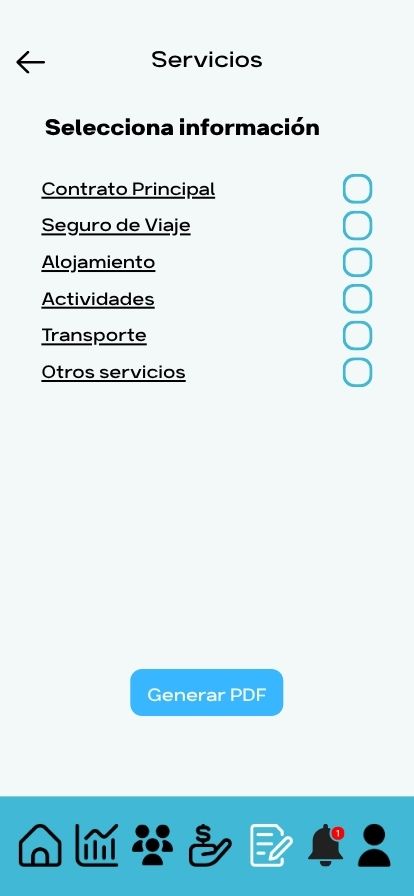 Servicios
Selecciona información
Contrato Principal
Seguro de Viaje
Alojamiento
Actividades
Transporte
Otros servicios
Generar PDF
$
1